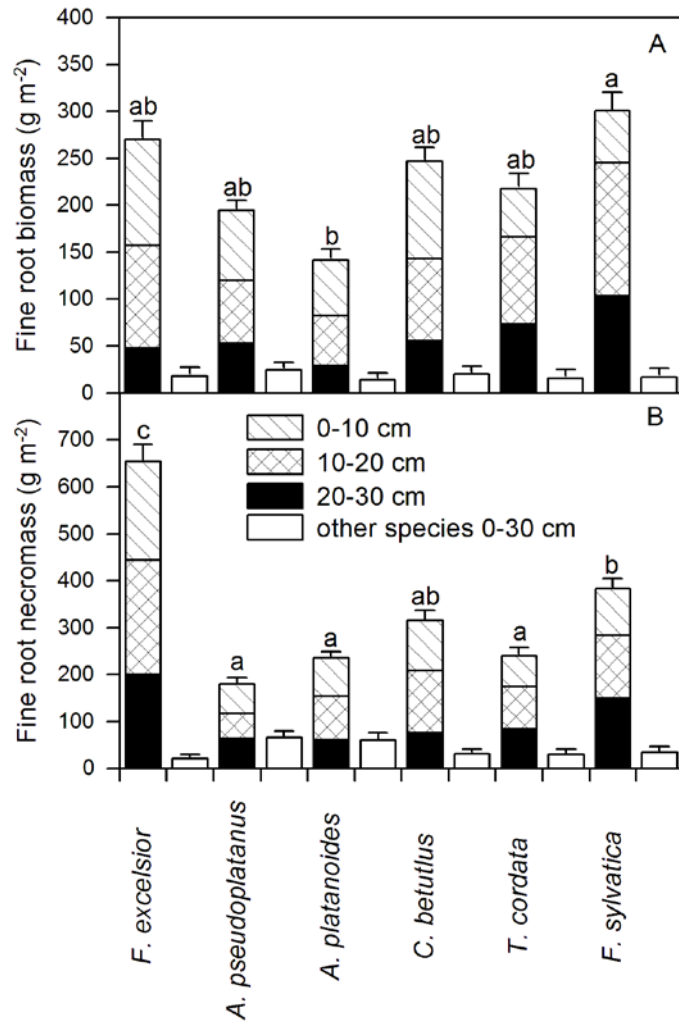 A
Fine root biomass (g m⁻²)
400
350
300
250
200
150
100
50
0
ab
ab
b
ab
ab
a
B
Fine root necromass (g m⁻²)
700
600
500
400
300
200
100
0
c
a
a
ab
a
b
0-10 cm
10-20 cm
20-30 cm
other species 0-30 cm
F. excelsior
A. pseudoplatanus
A. platanoides
C. betutlus
T. cordata
F. sylvatica